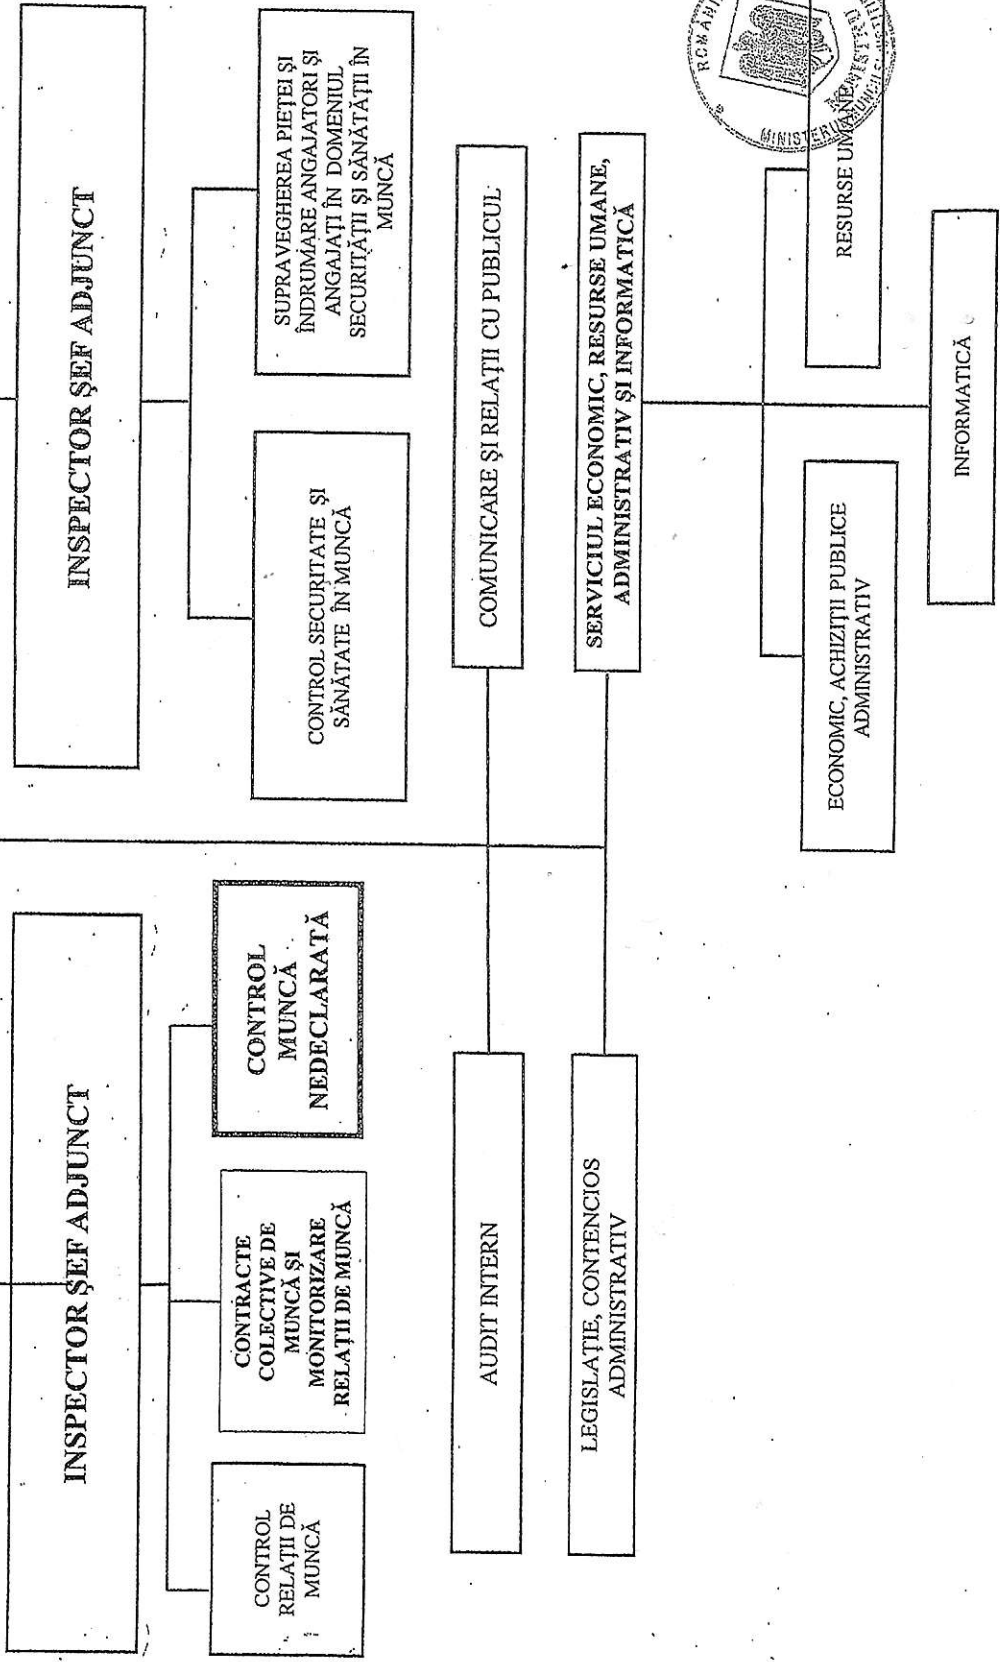 INSPECTOR ŞEF ADJUNCT
INSPECTOR ŞEF ADJUNCT
CONTROL
RELAŢII DE
MUNCĂ
CONTRACTE
COLECTIVE DE
MUNCĂ ŞI
MONITORIZARE
RELAŢII DE MUNCĂ
CONTROL
MUNCĂ
NEDECLARATĂ
CONTROL SECURITATE ŞI
SĂNĂTATE ÎN MUNCĂ
SUPRAVEGHEREA PIEŢEI ŞI
ÎNDRUMARE ANGAJATORI ŞI
ANGAJAŢI ÎN DOMENIUL
SECURITĂŢII ŞI SĂNĂTĂŢII ÎN
MUNCĂ
AUDIT INTERN
COMUNICARE ŞI RELAŢII CU PUBLICUL
LEGISLAŢIE, CONTENCIOS
ADMINISTRATIV
SERVICIUL ECONOMIC, RESURSE UMANE,
ADMINISTRATIV ŞI INFORMATICĂ
ECONOMIC, ACHIZIŢII PUBLICE
ADMINISTRATIV
RESURSE UMANE
INFORMATICĂ
ROMÂNI
MINISTERUL MUNCII